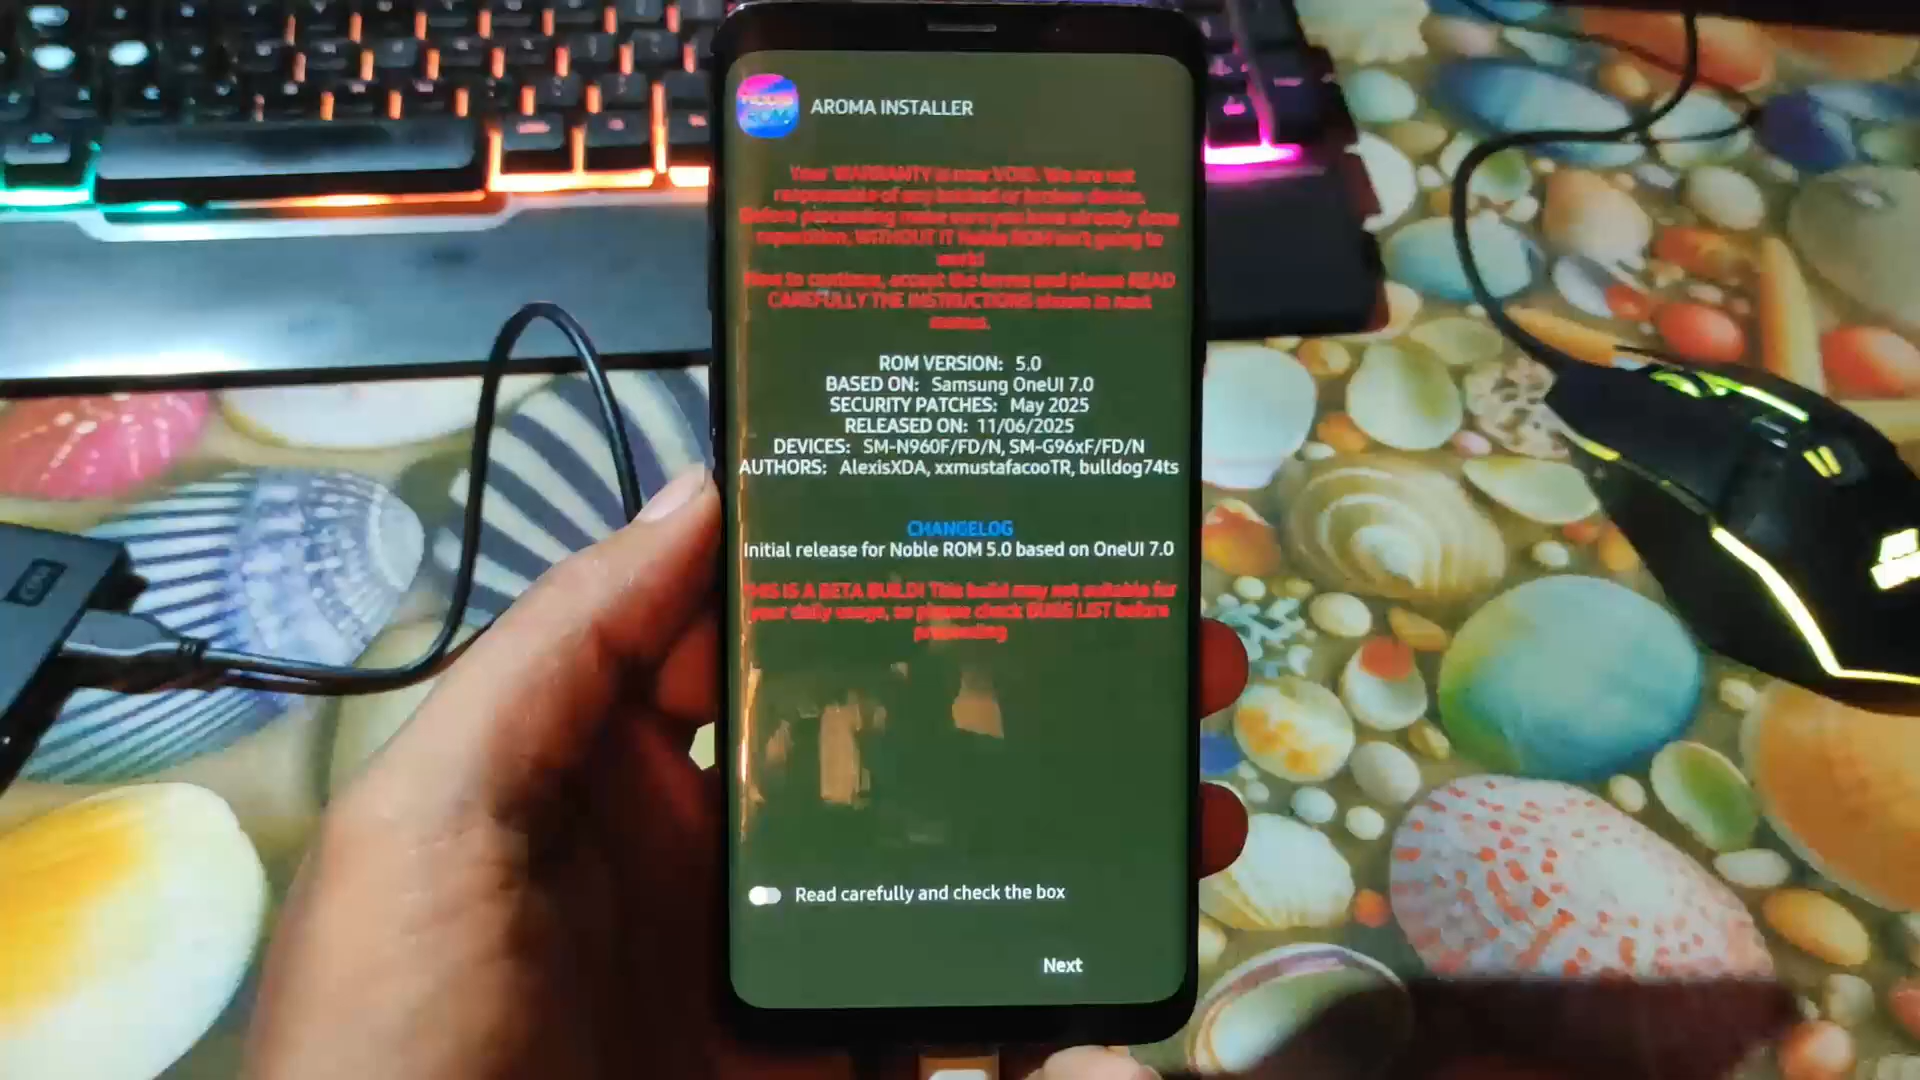 AROMA INSTALLER
Your WARRANTY is now VOID. We are not
responsible of any bricked or broken device.
Before proceeding make sure you have already done
repartition, WITHOUT IT Noble ROM isn't going to
work!
Now to continue, accept the terms and please READ
CAREFULLY THE INSTRUCTIONS shown in next
menus.
ROM VERSION: 5.0
BASED ON: Samsung OneUI 7.0
SECURITY PATCHES: May 2025
RELEASED ON: 11/06/2025
DEVICES: SM-N960F/FD/N, SM-G96xF/FD/N
AUTHORS: AlexisXDA, xxmustafacooTR, bulldog74ts
CHANGELOG
Initial release for Noble ROM 5.0 based on OneUI 7.0
THIS IS A BETA BUILD! This build may not suitable for
your daily usage, so please check BUGS LIST before
proceeding
Read carefully and check the box
Next